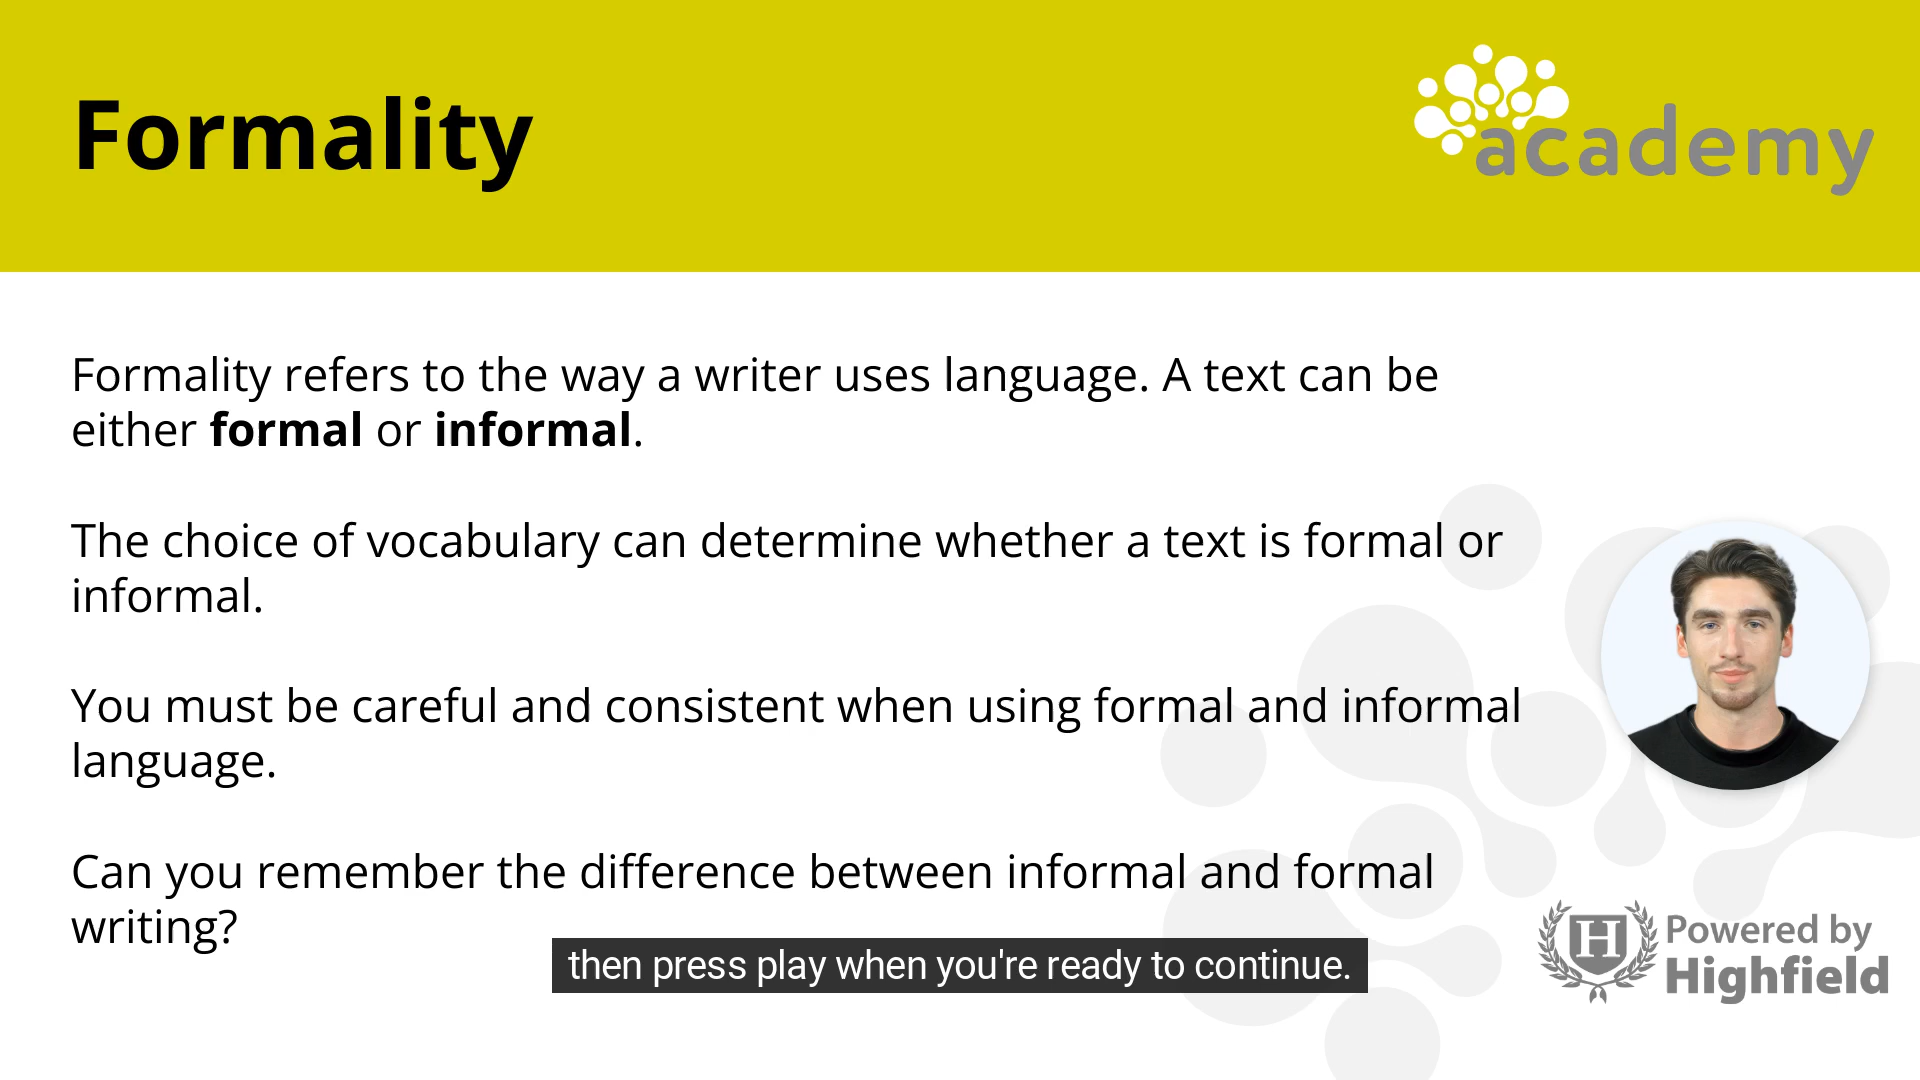 Formality
academy
Formality refers to the way a writer uses language. A text can be
either formal or informal.
The choice of vocabulary can determine whether a text is formal or
informal.
You must be careful and consistent when using formal and informal
language.
Can you remember the difference between informal and formal
writing?
then press play when you're ready to continue.
H
Powered by
Highfield